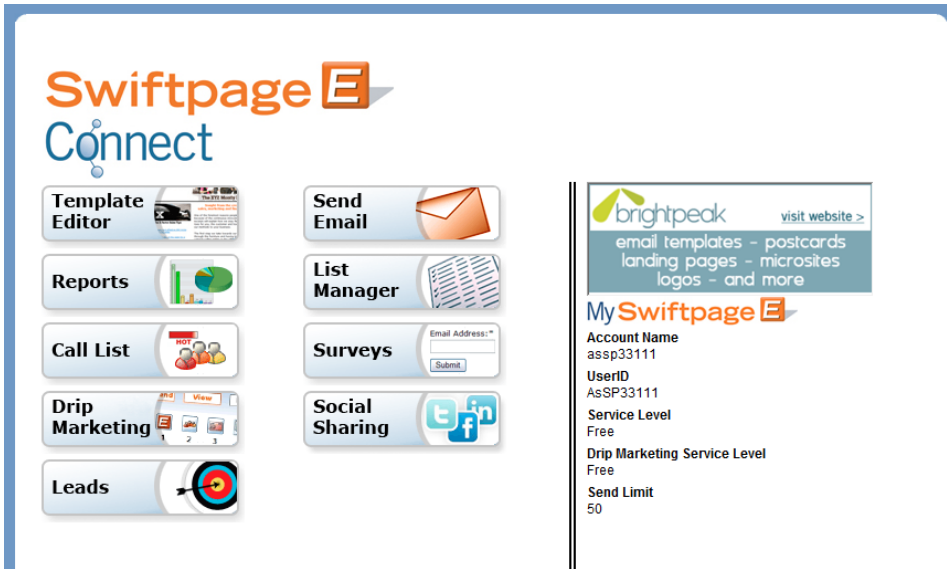 Swiftpage E
Connect
Template
Editor
Reports
Call List
HOT
Drip
Marketing
View
1 2 3
Leads
Send
Email
List
Manager
Surveys
Email Address:*
Submit
Social
Sharing
brightpeak visit website >
email templates - postcards
landing pages - microsites
logos - and more
My Swiftpage E
Account Name
assp33111
UserID
AsSP33111
Service Level
Free
Drip Marketing Service Level
Free
Send Limit
50